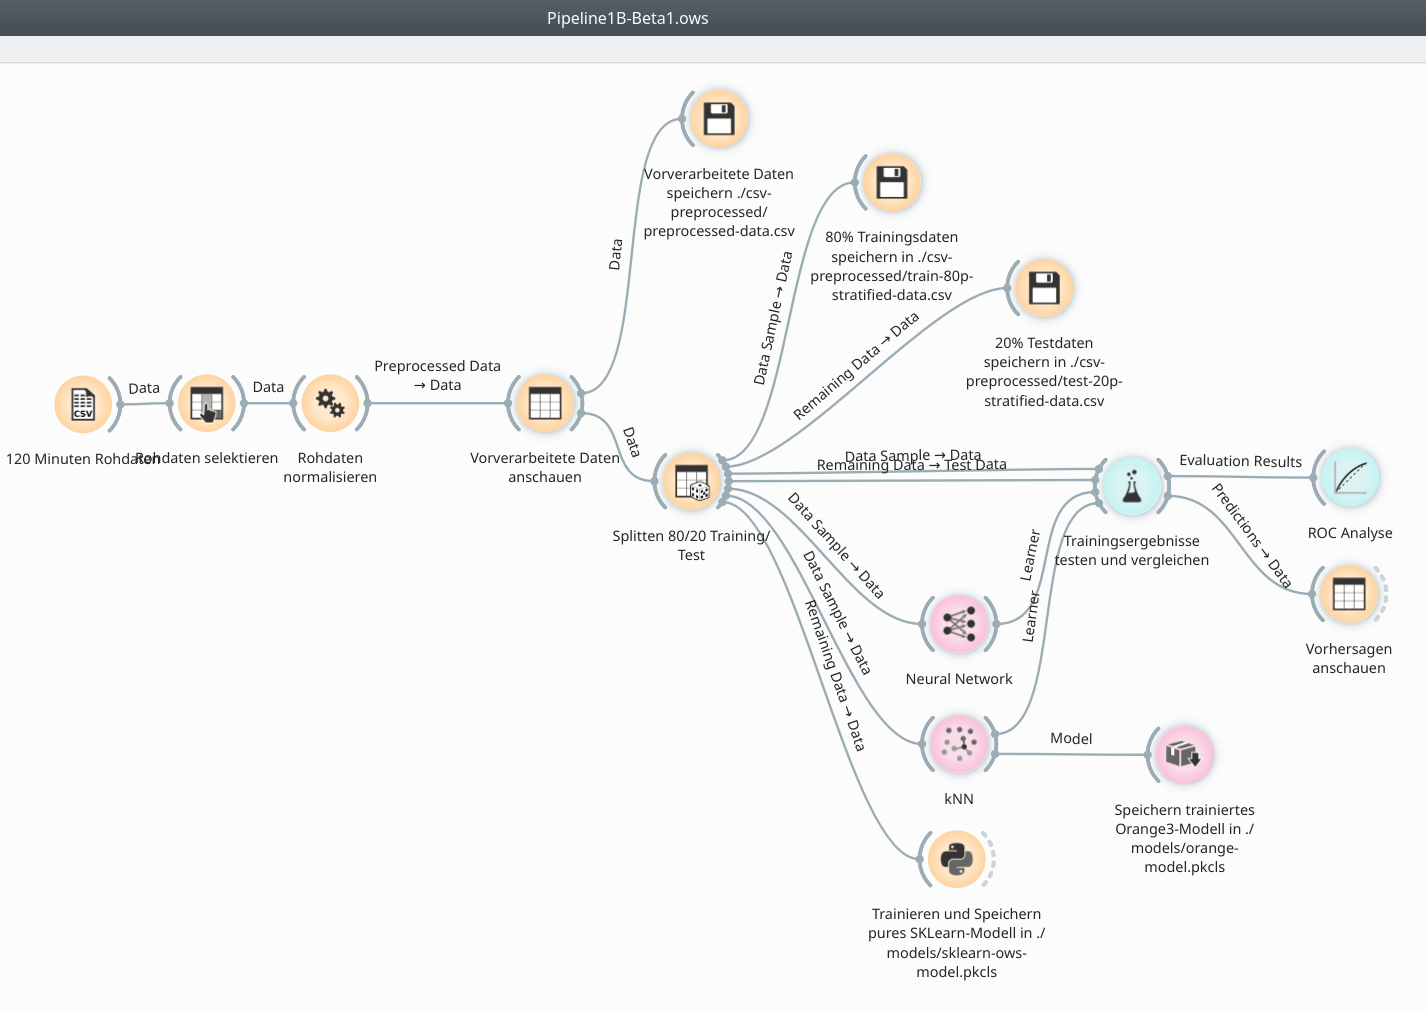 Pipeline1B-Beta1.ows
Vorverarbeitete Daten
speichern ./csv-
preprocessed/
preprocessed-data.csv
80% Trainingsdaten
speichern in ./csv-
preprocessed/train-80p-
stratified-data.csv
20% Testdaten
speichern in ./csv-
preprocessed/test-20p-
stratified-data.csv
Data
Data Sample → Data
Remaining Data → Data
Data
Data
Preprocessed Data
→ Data
CSV
120 Minuten Rohdaten
Rohdaten selektieren
Rohdaten
normalisieren
Vorverarbeitete Daten
anschauen
Data
Splitten 80/20 Training/
Test
Data Sample → Data
Remaining Data → Test Data
Evaluation Results
Predictions → Data
Trainingsergebnisse
testen und vergleichen
ROC Analyse
Vorhersagen
anschauen
Data Sample → Data
Data Sample → Data
Remaining Data → Data
Learner
Learner
Neural Network
Model
kNN
Speichern trainiertes
Orange3-Modell in ./
models/orange-
model.pkcls
Trainieren und Speichern
pures SKLearn-Modell in ./
models/sklearn-ows-
model.pkcls